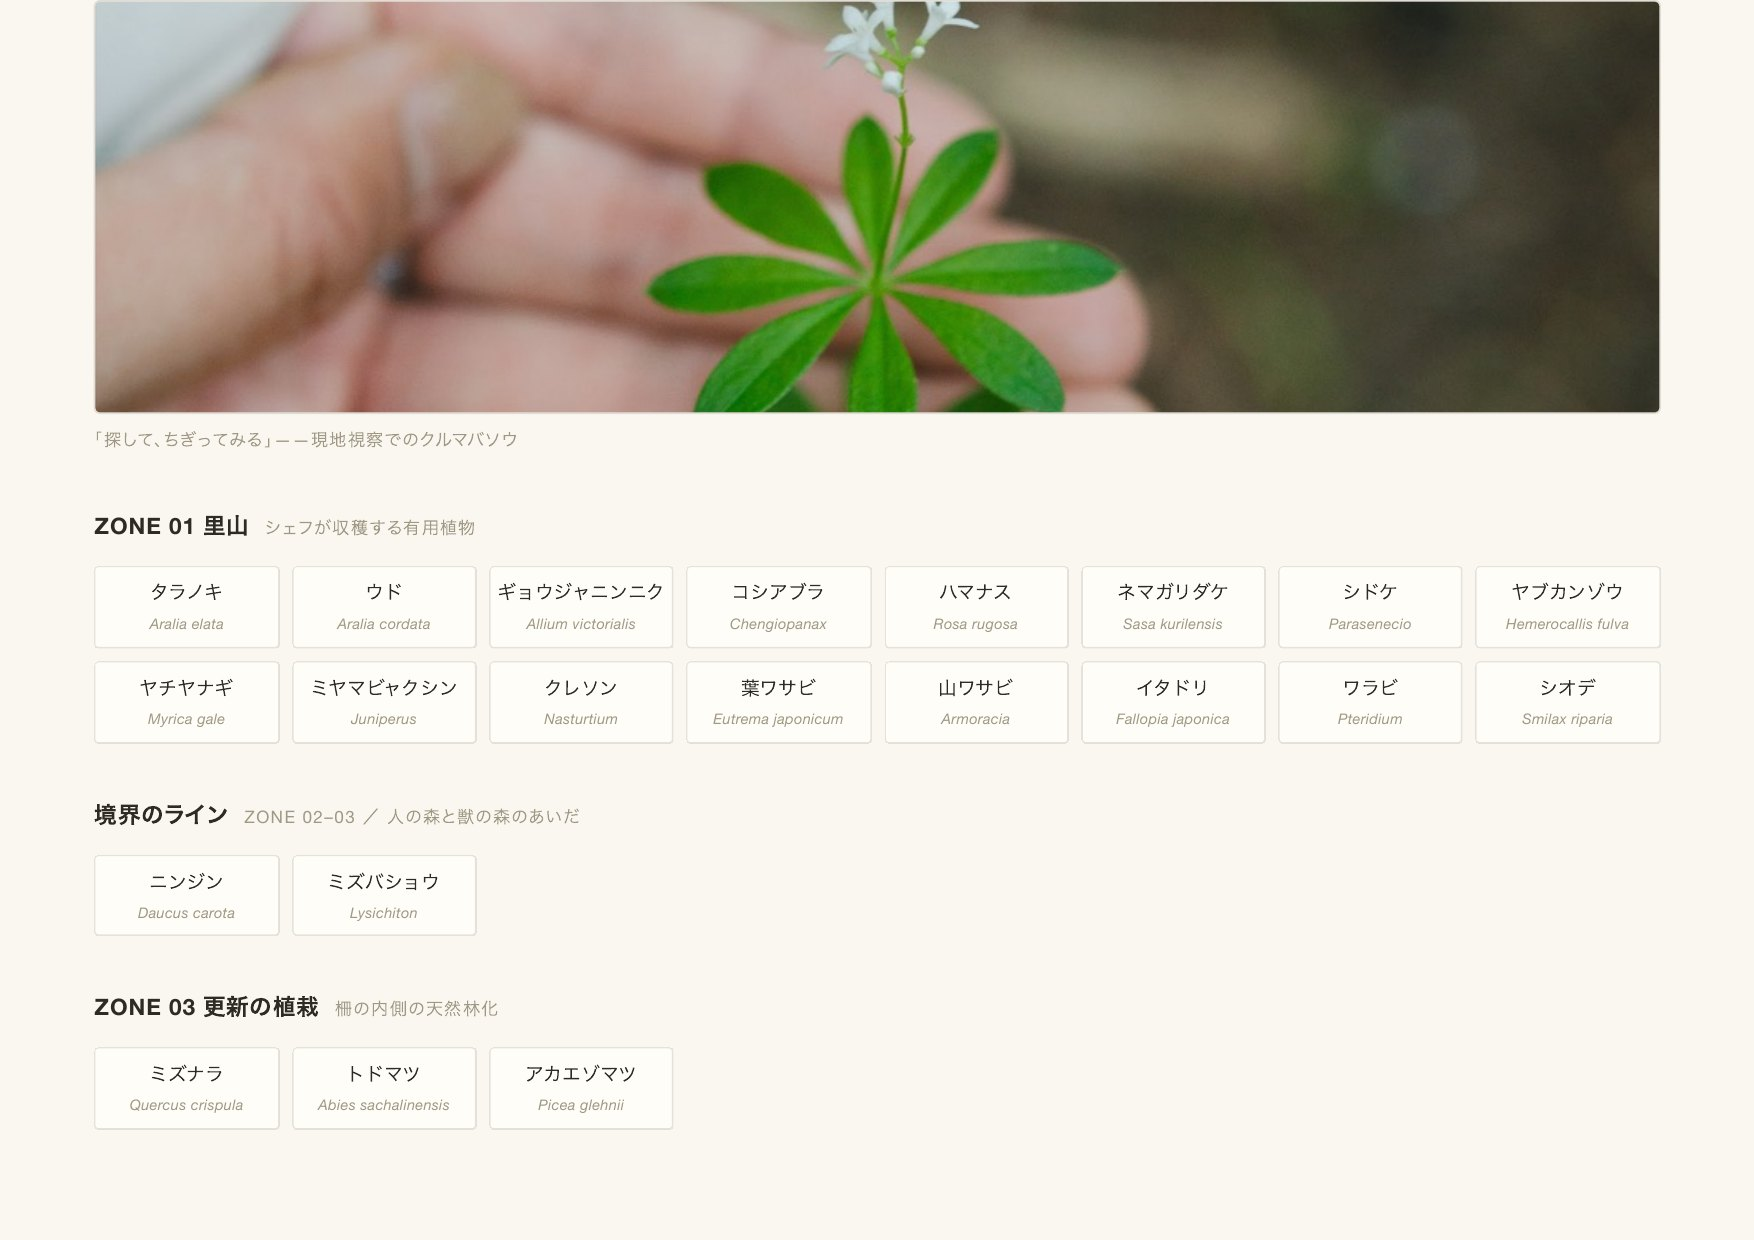 「探して、ちぎってみる」——現地視察でのクルマバソウ
ZONE 01 里山 シェフが収穫する有用植物
タラノキ ウド ギョウジャニンニク コシアブラ ハマナス ネマガリダケ シドケ ヤブカンゾウ
Aralia elata Aralia cordata Allium victorialis Chengiopanax Rosa rugosa Sasa kurilensis Parasenecio Hemerocallis fulva
ヤチヤナギ ミヤマビャクシン クレソン 葉ワサビ 山ワサビ イタドリ ワラビ シオデ
Myrica gale Juniperus Nasturtium Eutrema japonicum Armoracia Fallopia japonica Pteridium Smilax riparia
境界のライン ZONE 02–03 ／ 人の森と獣の森のあいだ
ニンジン ミズバショウ
Daucus carota Lysichiton
ZONE 03 更新の植栽 柵の内側の天然林化
ミズナラ トドマツ アカエゾマツ
Quercus crispula Abies sachalinensis Picea glehnii